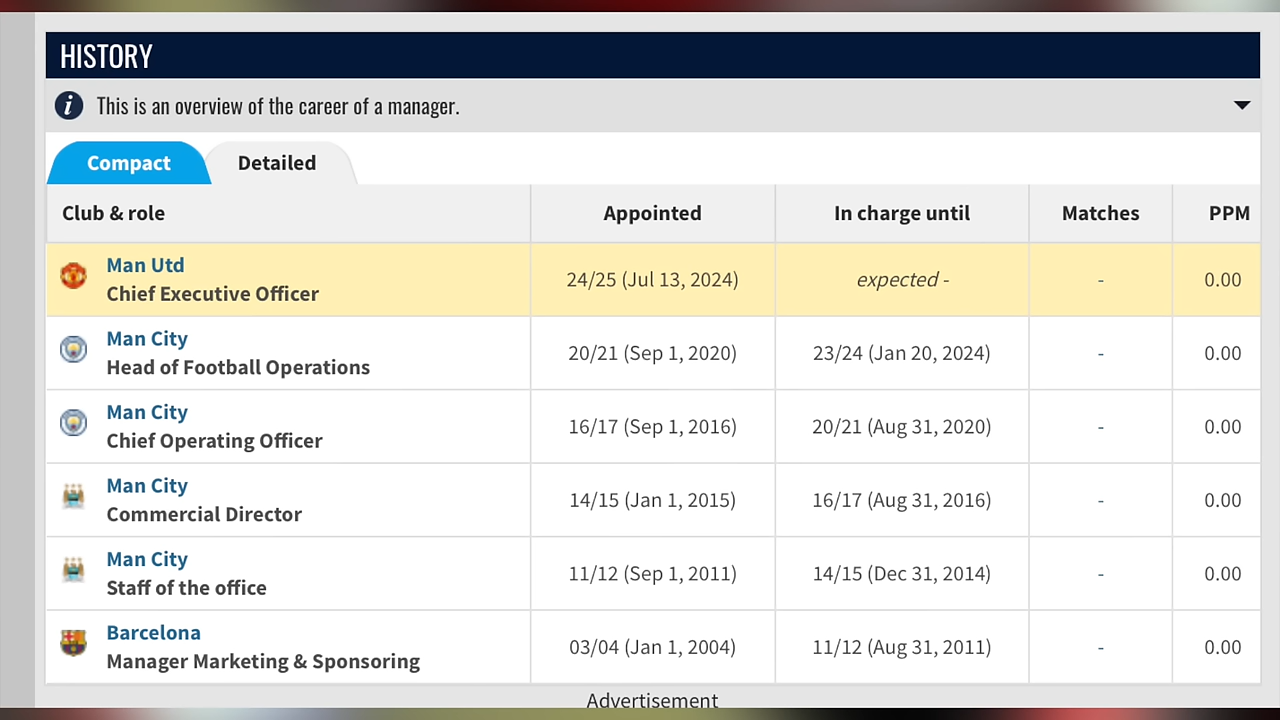 HISTORY
This is an overview of the career of a manager.
Compact Detailed
Club & role Appointed In charge until Matches PPM
Man Utd
Chief Executive Officer 24/25 (Jul 13, 2024) expected - - 0.00
Man City
Head of Football Operations 20/21 (Sep 1, 2020) 23/24 (Jan 20, 2024) - 0.00
Man City
Chief Operating Officer 16/17 (Sep 1, 2016) 20/21 (Aug 31, 2020) - 0.00
Man City
Commercial Director 14/15 (Jan 1, 2015) 16/17 (Aug 31, 2016) - 0.00
Man City
Staff of the office 11/12 (Sep 1, 2011) 14/15 (Dec 31, 2014) - 0.00
Barcelona
Manager Marketing & Sponsoring 03/04 (Jan 1, 2004) 11/12 (Aug 31, 2011) - 0.00
Advertisement